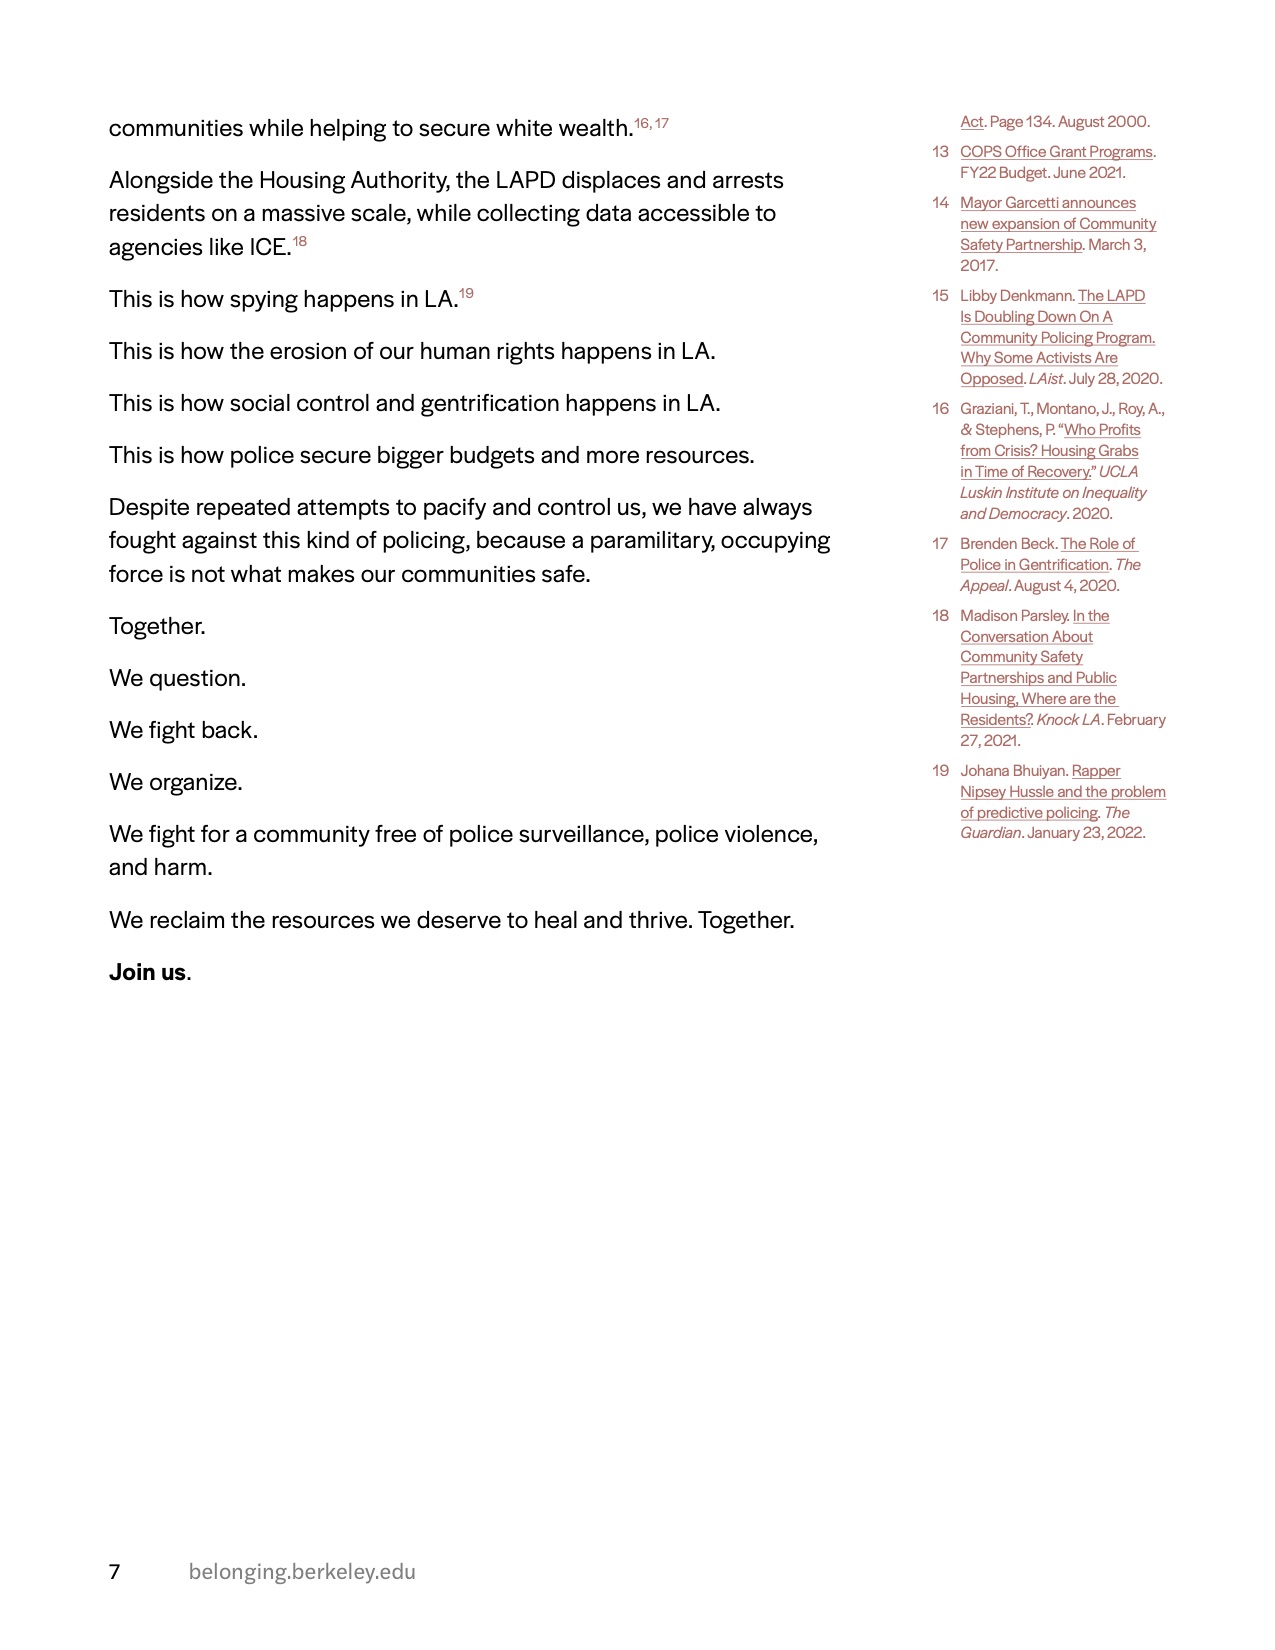 communities while helping to secure white wealth.16, 17
Alongside the Housing Authority, the LAPD displaces and arrests
residents on a massive scale, while collecting data accessible to
agencies like ICE.18
This is how spying happens in LA.19
This is how the erosion of our human rights happens in LA.
This is how social control and gentrification happens in LA.
This is how police secure bigger budgets and more resources.
Despite repeated attempts to pacify and control us, we have always
fought against this kind of policing, because a paramilitary, occupying
force is not what makes our communities safe.
Together.
We question.
We fight back.
We organize.
We fight for a community free of police surveillance, police violence,
and harm.
We reclaim the resources we deserve to heal and thrive. Together.
Join us.
Act. Page 134. August 2000.
13 COPS Office Grant Programs.
FY22 Budget. June 2021.
14 Mayor Garcetti announces
new expansion of Community
Safety Partnership. March 3,
2017.
15 Libby Denkmann. The LAPD
Is Doubling Down On A
Community Policing Program.
Why Some Activists Are
Opposed. LAist. July 28, 2020.
16 Graziani, T., Montano, J., Roy, A.,
& Stephens, P. “Who Profits
from Crisis? Housing Grabs
in Time of Recovery.” UCLA
Luskin Institute on Inequality
and Democracy. 2020.
17 Brenden Beck. The Role of
Police in Gentrification. The
Appeal. August 4, 2020.
18 Madison Parsley. In the
Conversation About
Community Safety
Partnerships and Public
Housing, Where are the
Residents?. Knock LA. February
27, 2021.
19 Johana Bhuiyan. Rapper
Nipsey Hussle and the problem
of predictive policing. The
Guardian. January 23, 2022.
7 belonging.berkeley.edu